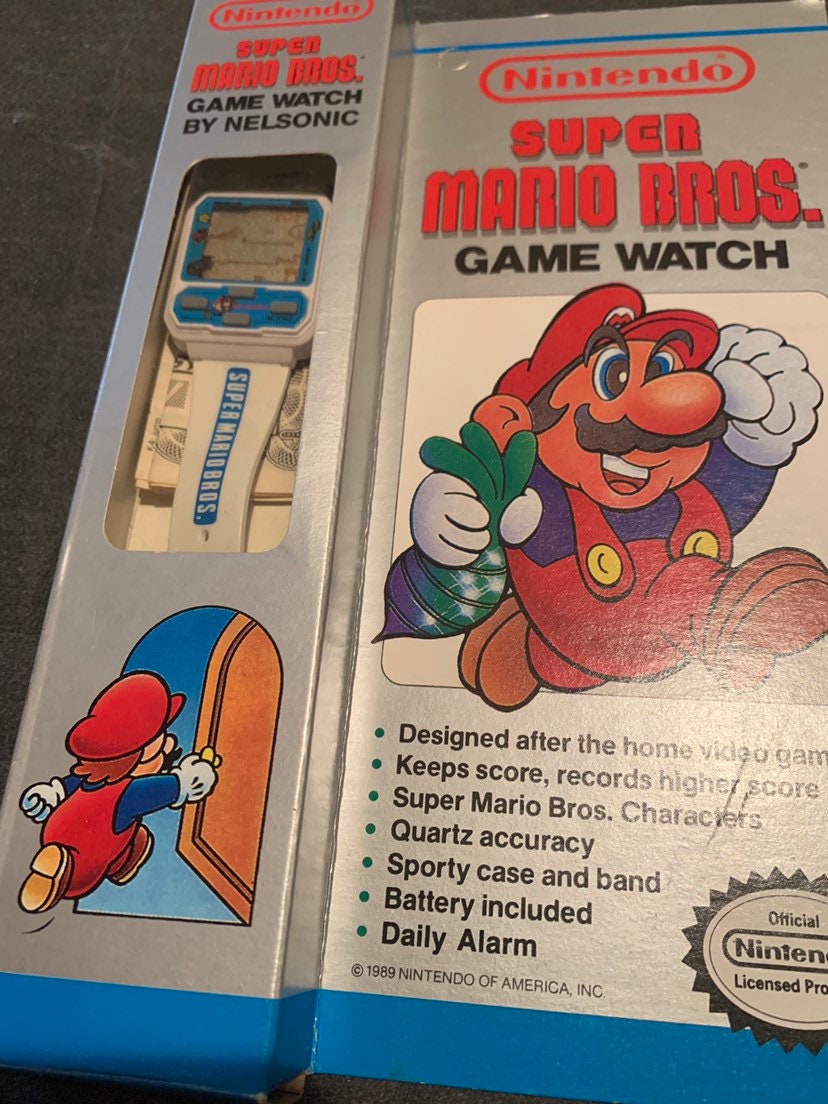 Nintendo
SUPER
MARIO BROS.
GAME WATCH
BY NELSONIC
SUPER MARIO BROS.
Nintendo®
SUPER
MARIO BROS.
GAME WATCH
M
• Designed after the home video gam
• Keeps score, records higher score
• Super Mario Bros. Characters
• Quartz accuracy
• Sporty case and band
• Battery included
• Daily Alarm
© 1989 NINTENDO OF AMERICA, INC.
Official
Ninten
Licensed Pro